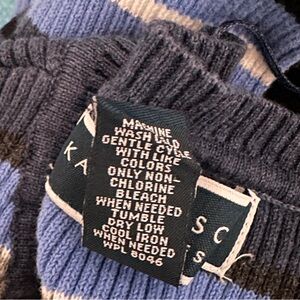 MACHINE
WASH COLD
GENTLE CYCLE
WITH LIKE
COLORS
ONLY NON-
CHLORINE
BLEACH
WHEN NEEDED
TUMBLE
DRY LOW
COOL IRON
WHEN NEEDED
WPL 8046